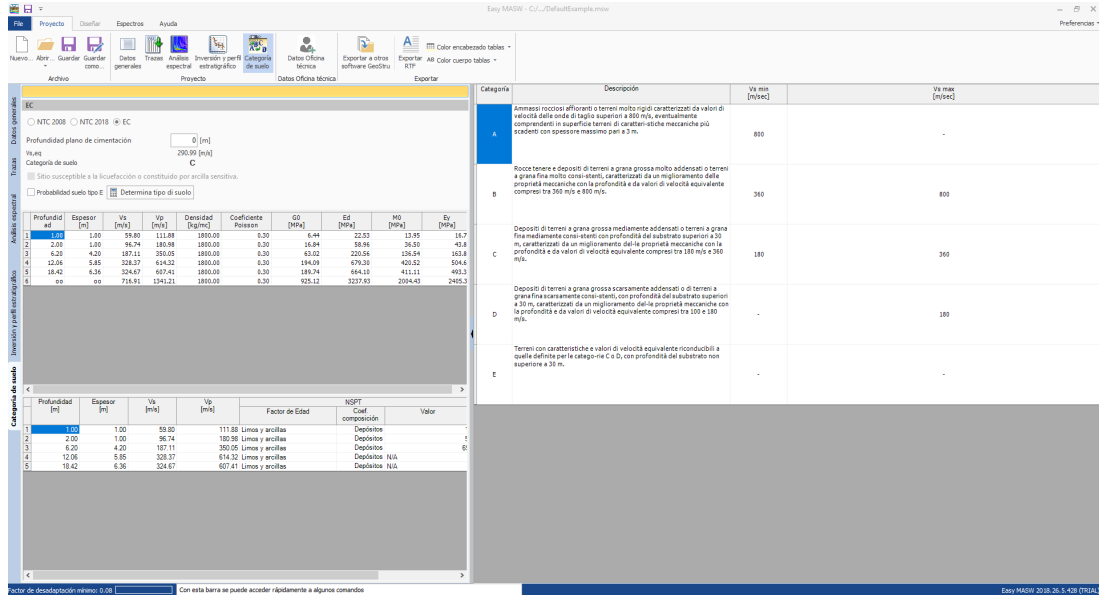 Easy MASW - C:/.../DefaultExample.msw
File Proyecto Diseñar Espectros Ayuda Preferencias
Nuevo... Abrir... Guardar Guardar como...
Datos generales Trazas Análisis espectral Inversión y perfil estratigráfico Categoría de suelo
Datos Oficina técnica
Exportar a otros software GeoStru Exportar RTF
Color encabezado tablas
AB Color cuerpo tablas
Archivo Proyecto Datos Oficina técnica Exportar
Datos generales
Trazas
Análisis espectral
Inversión y perfil estratigráfico
Categoría de suelo
EC
NTC 2008 NTC 2018 EC
Profundidad plano de cimentación 0 [m]
Vs,eq 290.99 [m/s]
Categoría de suelo C
Sitio susceptible a la licuefacción o constituido por arcilla sensitiva.
Probabilidad suelo tipo E Determina tipo di suolo
Profundid ad Espesor [m] Vs [m/s] Vp [m/s] Densidad [kg/mc] Coeficiente Poisson G0 [MPa] Ed [MPa] M0 [MPa] Ey [MPa]
1 1.00 1.00 59.80 111.88 1800.00 0.30 6.44 22.53 13.95 16.7
2 2.00 1.00 96.74 180.98 1800.00 0.30 16.84 58.96 36.50 43.8
3 6.20 4.20 187.11 350.05 1800.00 0.30 63.02 220.56 136.54 163.8
4 12.06 5.85 328.37 614.32 1800.00 0.30 194.09 679.30 420.52 504.6
5 18.42 6.36 324.67 607.41 1800.00 0.30 189.74 664.10 411.11 493.3
6 oo oo 716.91 1341.21 1800.00 0.30 925.12 3237.93 2004.43 2405.3
Profundidad [m] Espesor [m] Vs [m/s] Vp [m/s] NSPT
Factor de Edad Coef. composición Valor
1 1.00 1.00 59.80 111.88 Limos y arcillas Depósitos
2 2.00 1.00 96.74 180.98 Limos y arcillas Depósitos
3 6.20 4.20 187.11 350.05 Limos y arcillas Depósitos
4 12.06 5.85 328.37 614.32 Limos y arcillas Depósitos N/A
5 18.42 6.36 324.67 607.41 Limos y arcillas Depósitos N/A
Categoría Descripción Vs min [m/sec] Vs max [m/sec]
Ammassi rocciosi affioranti o terreni molto rigidi caratterizzati da valori di
velocità delle onde di taglio superiori a 800 m/s, eventualmente
comprendenti in superficie terreni di caratteri-stiche meccaniche più
scadenti con spessore massimo pari a 3 m.
A 800 -
Rocce tenere e depositi di terreni a grana grossa molto addensati o terreni
a grana fina molto consi-stenti, caratterizzati da un miglioramento delle
proprietà meccaniche con la profondità e da valori di velocità equivalente
compresi tra 360 m/s e 800 m/s.
B 360 800
Depositi di terreni a grana grossa mediamente addensati o terreni a grana
fina mediamente consi-stenti con profondità del substrato superiori a 30
m, caratterizzati da un miglioramento del-le proprietà meccaniche con la
profondità e da valori di velocità equivalente compresi tra 180 m/s e 360
m/s.
C 180 360
Depositi di terreni a grana grossa scarsamente addensati o di terreni a
grana fina scarsamente consi-stenti, con profondità del substrato superiori
a 30 m, caratterizzati da un miglioramento del-le proprietà meccaniche con
la profondità e da valori di velocità equivalente compresi tra 100 e 180
m/s.
D - 180
Terreni con caratteristiche e valori di velocità equivalente riconducibili a
quelle definite per le catego-rie C o D, con profondità del substrato non
superiore a 30 m.
E - -
Factor de desadaptación mínimo: 0.08 Con esta barra se puede acceder rápidamente a algunos comandos Easy MASW 2018.26.5.428 (TRIAL)